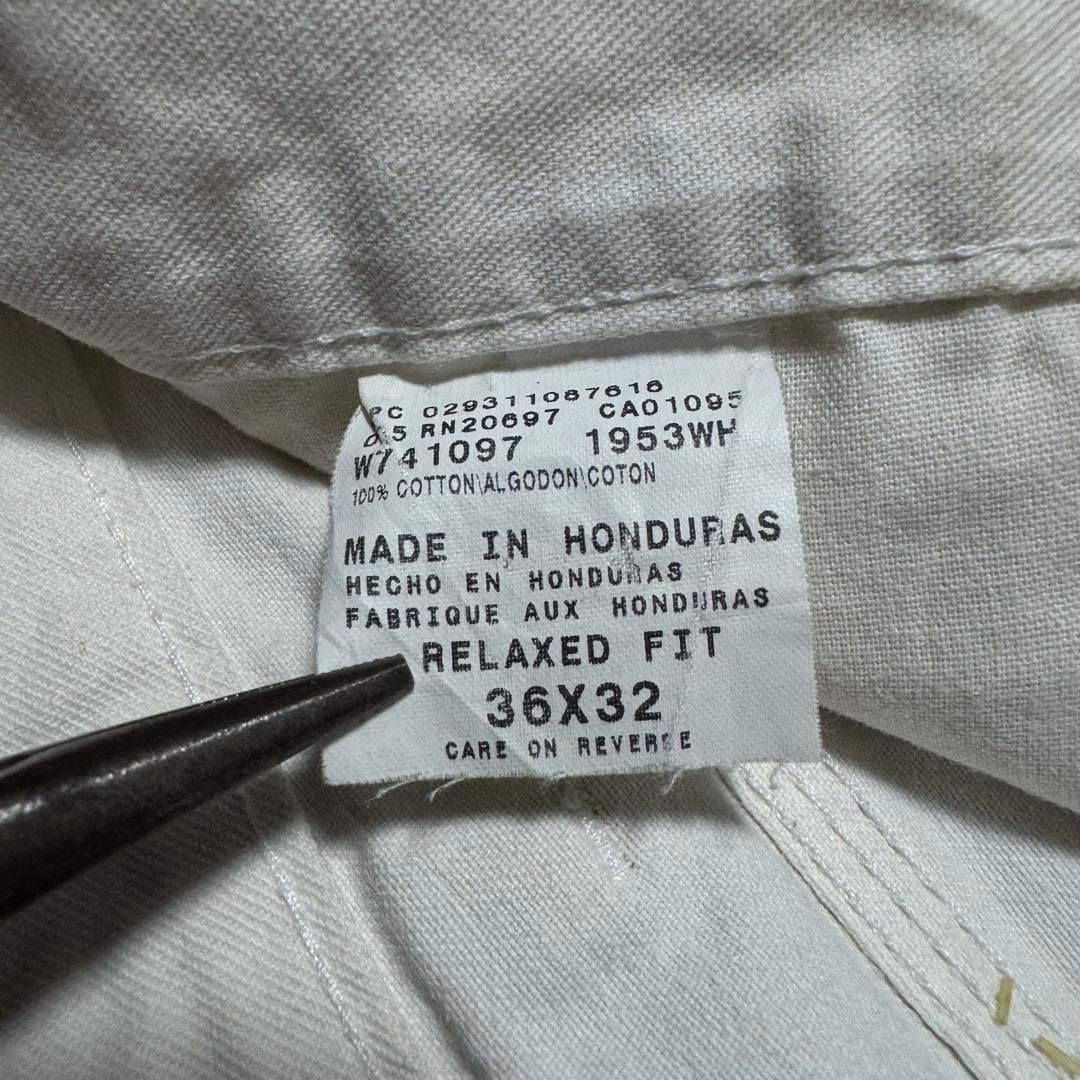 PC 029311087618
05 RN20697 CA01095
W741097 1953WH
100% COTTON\ALGODON\COTON
MADE IN HONDURAS
HECHO EN HONDURAS
FABRIQUE AUX HONDURAS
RELAXED FIT
36X32
CARE ON REVERSE